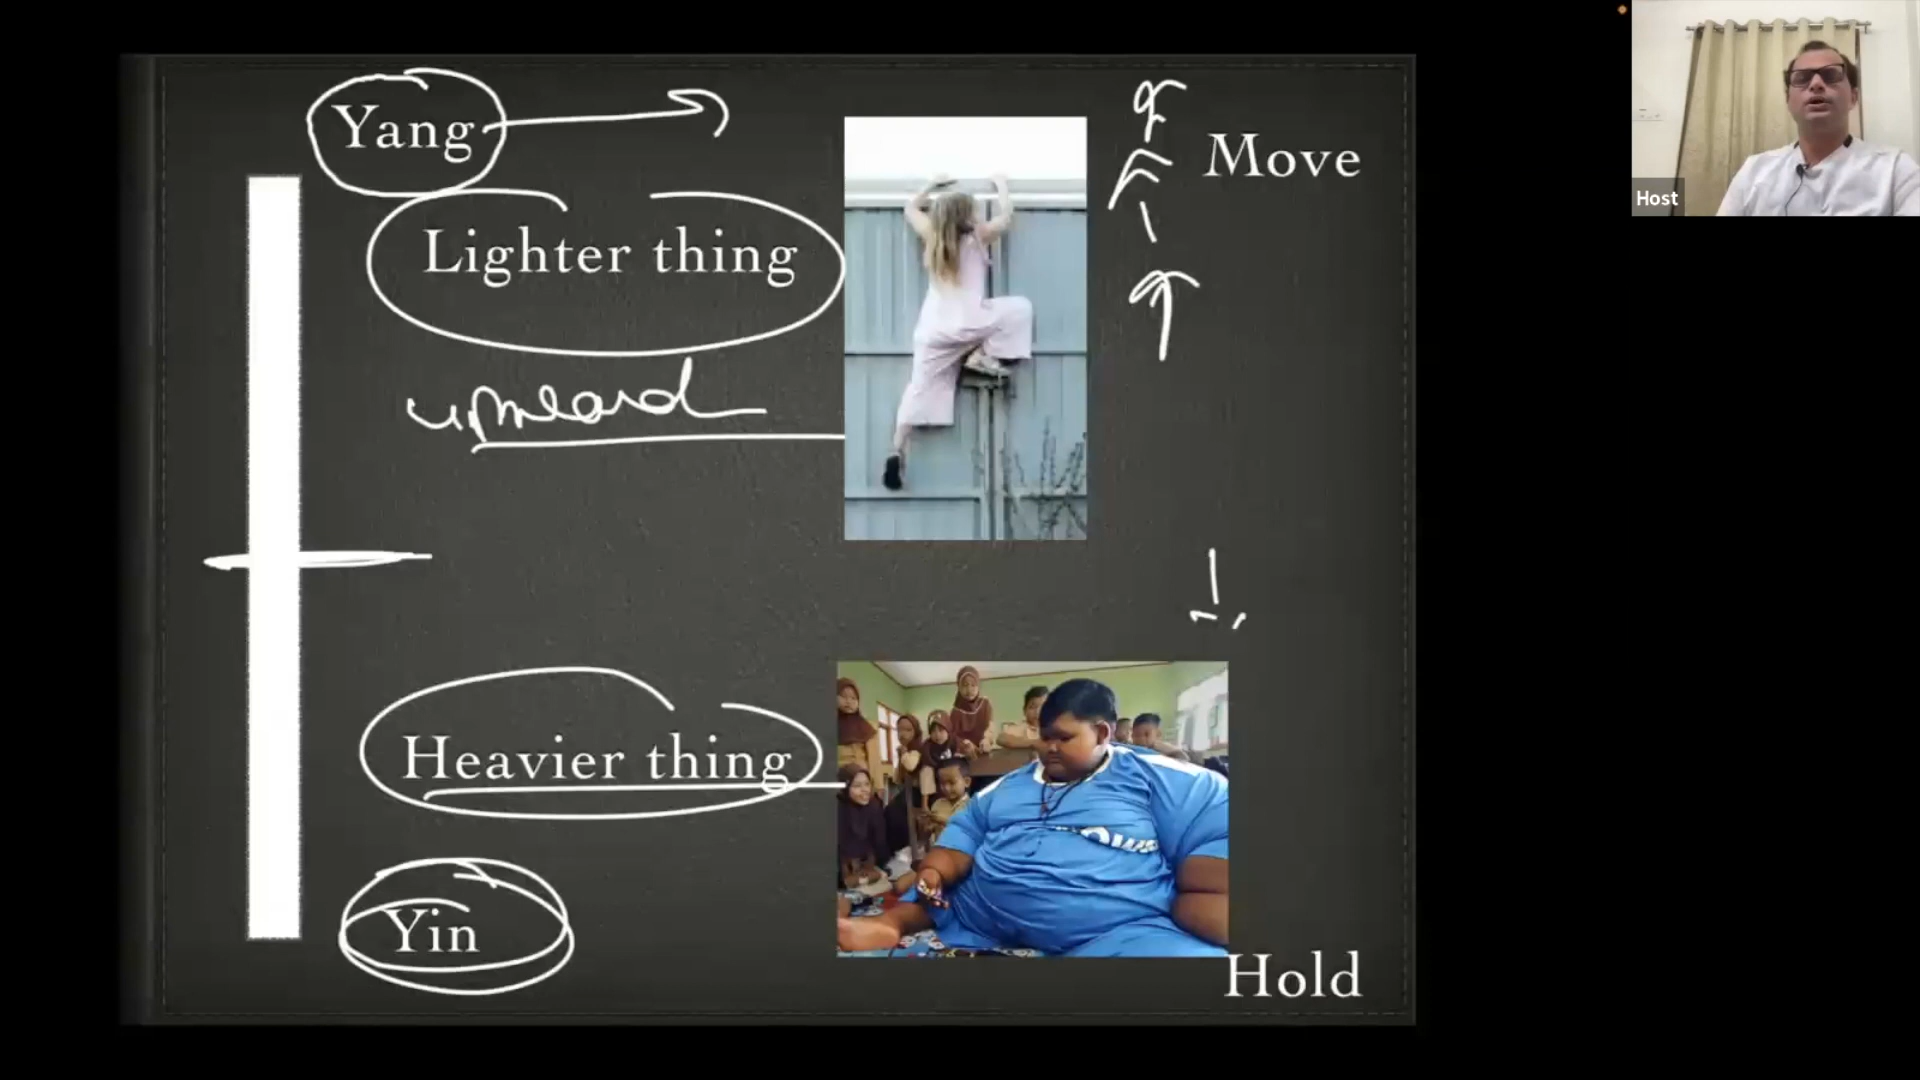 Yang
Move
Lighter thing
upward
Heavier thing
Yin
Hold
Host